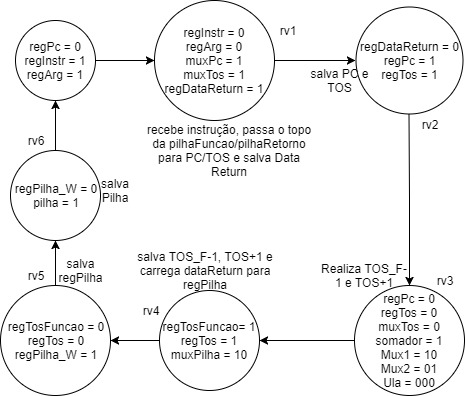 regPc = 0
regInstr = 1
regArg = 1
rv1
regInstr = 0
regArg = 0
muxPc = 1
muxTos = 1
regDataReturn = 1
recebe instrução, passa o topo
da pilhaFuncao/pilhaRetorno
para PC/TOS e salva Data
Return
salva PC e
TOS
regDataReturn = 0
regPc = 1
regTos = 1
rv2
Realiza TOS_F-
1 e TOS+1
rv3
regPc = 0
regTos = 0
muxTos = 0
somador = 1
Mux1 = 10
Mux2 = 01
Ula = 000
salva TOS_F-1, TOS+1 e
carrega dataReturn para
regPilha
rv4
regTosFuncao= 1
regTos = 1
muxPilha = 10
salva
regPilha
rv5
regTosFuncao = 0
regTos = 0
regPilha_W = 1
rv6
regPilha_W = 0
pilha = 1
salva
Pilha